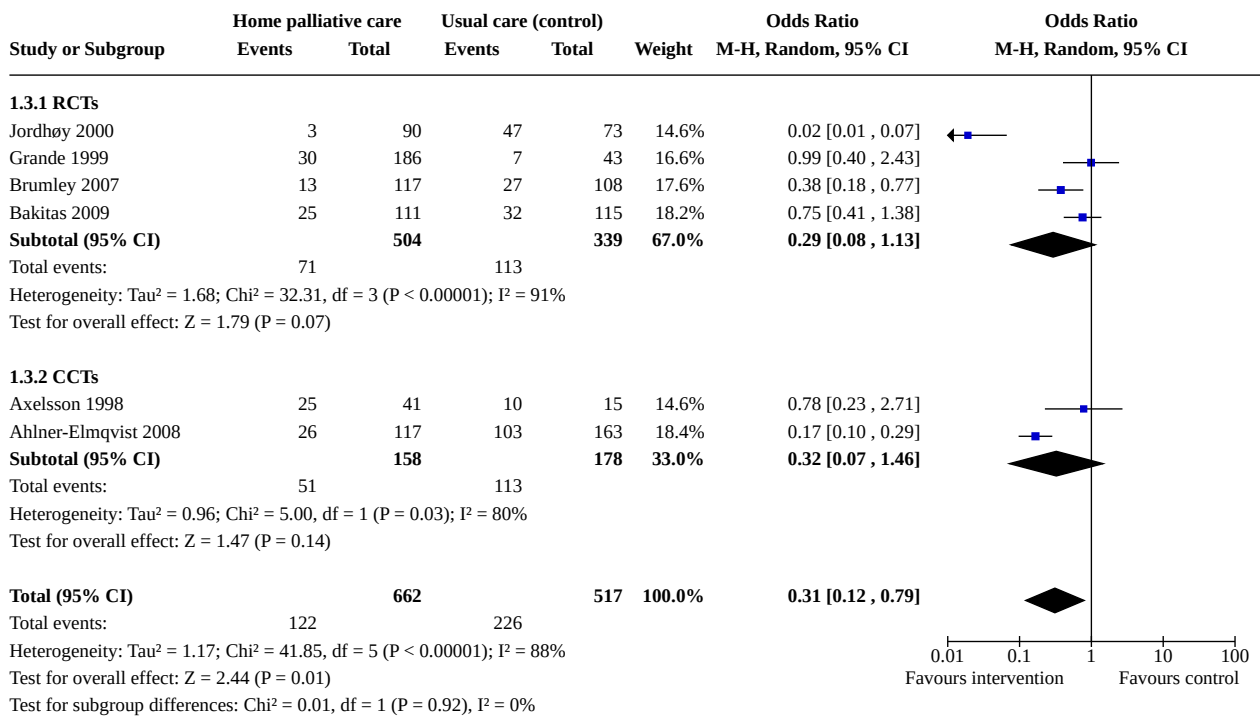 Home palliative care Usual care (control) Odds Ratio Odds Ratio
Study or Subgroup Events Total Events Total Weight M-H, Random, 95% CI M-H, Random, 95% CI
1.3.1 RCTs
Jordhøy 2000 3 90 47 73 14.6% 0.02 [0.01 , 0.07]
Grande 1999 30 186 7 43 16.6% 0.99 [0.40 , 2.43]
Brumley 2007 13 117 27 108 17.6% 0.38 [0.18 , 0.77]
Bakitas 2009 25 111 32 115 18.2% 0.75 [0.41 , 1.38]
Subtotal (95% CI) 504 339 67.0% 0.29 [0.08 , 1.13]
Total events: 71 113
Heterogeneity: Tau² = 1.68; Chi² = 32.31, df = 3 (P < 0.00001); I² = 91%
Test for overall effect: Z = 1.79 (P = 0.07)
1.3.2 CCTs
Axelsson 1998 25 41 10 15 14.6% 0.78 [0.23 , 2.71]
Ahlner-Elmqvist 2008 26 117 103 163 18.4% 0.17 [0.10 , 0.29]
Subtotal (95% CI) 158 178 33.0% 0.32 [0.07 , 1.46]
Total events: 51 113
Heterogeneity: Tau² = 0.96; Chi² = 5.00, df = 1 (P = 0.03); I² = 80%
Test for overall effect: Z = 1.47 (P = 0.14)
Total (95% CI) 662 517 100.0% 0.31 [0.12 , 0.79]
Total events: 122 226
Heterogeneity: Tau² = 1.17; Chi² = 41.85, df = 5 (P < 0.00001); I² = 88%
0.01 0.1 1 10 100
Test for overall effect: Z = 2.44 (P = 0.01)
Favours intervention Favours control
Test for subgroup differences: Chi² = 0.01, df = 1 (P = 0.92), I² = 0%